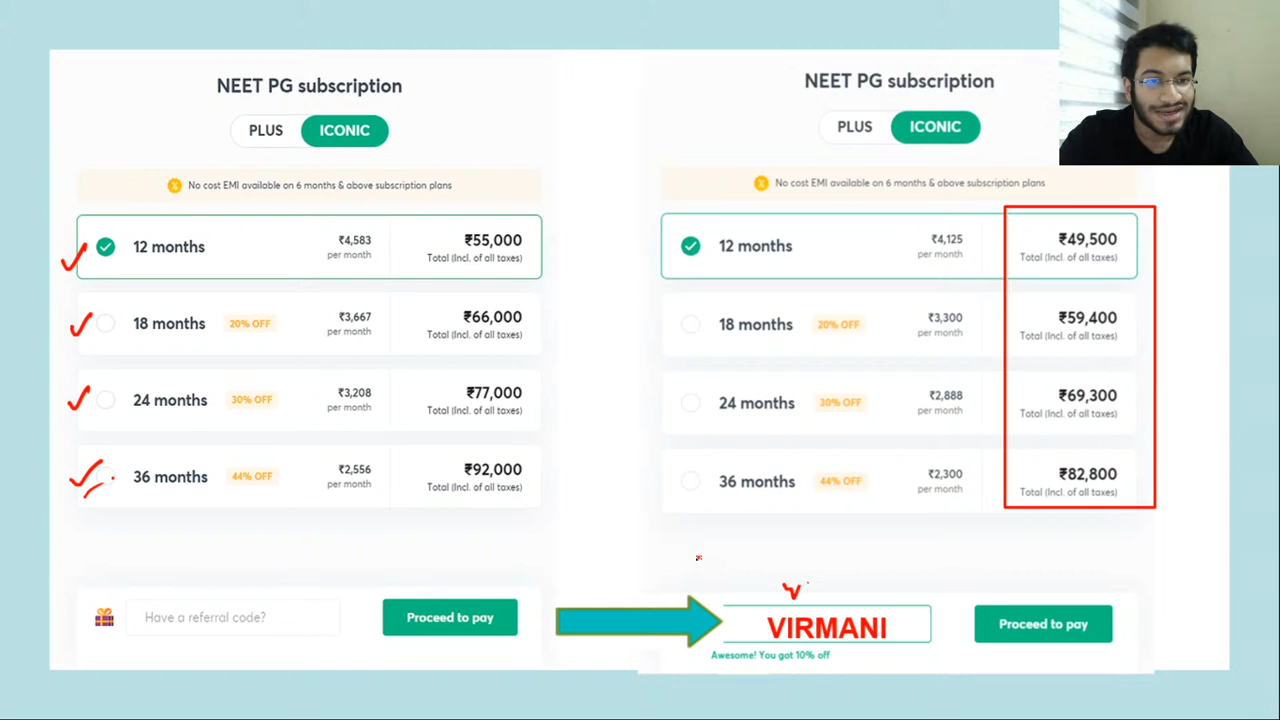 NEET PG subscription
PLUS ICONIC
No cost EMI available on 6 months & above subscription plans
12 months ₹4,583 per month ₹55,000 Total (Incl. of all taxes)
18 months 20% OFF ₹3,667 per month ₹66,000 Total (Incl. of all taxes)
24 months 30% OFF ₹3,208 per month ₹77,000 Total (Incl. of all taxes)
36 months 44% OFF ₹2,556 per month ₹92,000 Total (Incl. of all taxes)
Have a referral code? Proceed to pay
NEET PG subscription
PLUS ICONIC
No cost EMI available on 6 months & above subscription plans
12 months ₹4,125 per month ₹49,500 Total (Incl. of all taxes)
18 months 20% OFF ₹3,300 per month ₹59,400 Total (Incl. of all taxes)
24 months 30% OFF ₹2,888 per month ₹69,300 Total (Incl. of all taxes)
36 months 44% OFF ₹2,300 per month ₹82,800 Total (Incl. of all taxes)
VIRMANI Proceed to pay
Awesome! You got 10% off